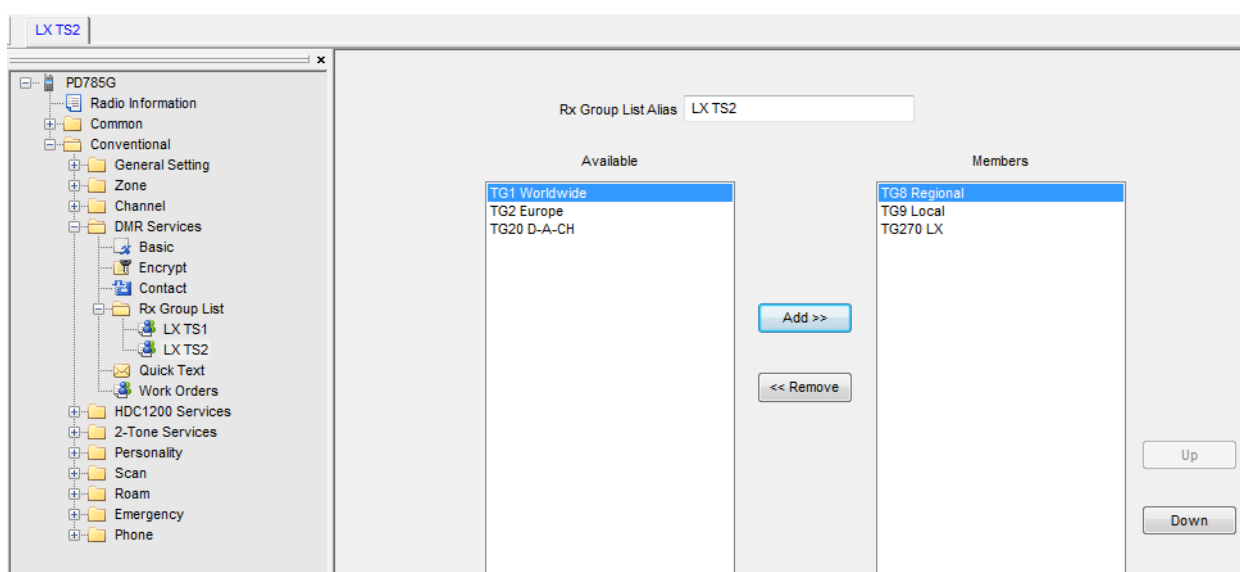 LX TS2
x
PD785G
Radio Information
Common
Conventional
General Setting
Zone
Channel
DMR Services
Basic
Encrypt
Contact
Rx Group List
LX TS1
LX TS2
Quick Text
Work Orders
HDC1200 Services
2-Tone Services
Personality
Scan
Roam
Emergency
Phone
Rx Group List Alias LX TS2
Available
TG1 Worldwide
TG2 Europe
TG20 D-A-CH
Add >>
<< Remove
Members
TG8 Regional
TG9 Local
TG270 LX
Up
Down